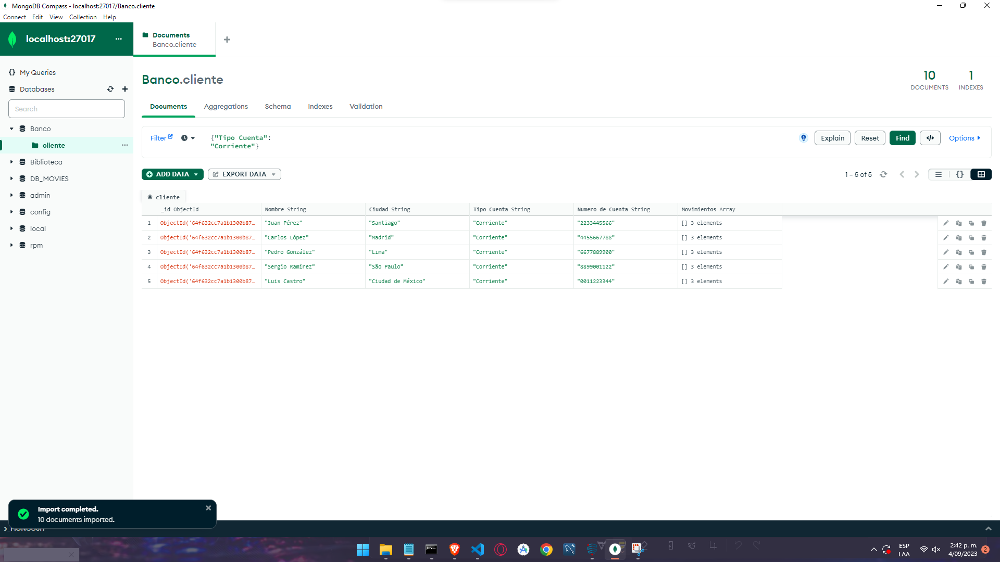 MongoDB Compass - localhost:27017/Banco.cliente
Connect Edit View Collection Help
localhost:27017
Documents
Banco.cliente
{} My Queries
Databases
Search
Banco
cliente
Biblioteca
DB_MOVIES
admin
config
local
rpm
Banco.cliente
10
DOCUMENTS
1
INDEXES
Documents Aggregations Schema Indexes Validation
Filter
{"Tipo Cuenta":
"Corriente"}
Explain Reset Find </> Options
ADD DATA EXPORT DATA
1 – 5 of 5
{}
cliente
_id ObjectId Nombre String Ciudad String Tipo Cuenta String Numero de Cuenta String Movimientos Array
1 ObjectId('64f632cc7a1b1300b87… "Juan Pérez" "Santiago" "Corriente" "2233445566" [] 3 elements
2 ObjectId('64f632cc7a1b1300b87… "Carlos López" "Madrid" "Corriente" "4455667788" [] 3 elements
3 ObjectId('64f632cc7a1b1300b87… "Pedro González" "Lima" "Corriente" "6677889900" [] 3 elements
4 ObjectId('64f632cc7a1b1300b87… "Sergio Ramírez" "São Paulo" "Corriente" "8899001122" [] 3 elements
5 ObjectId('64f632cc7a1b1300b87… "Luis Castro" "Ciudad de México" "Corriente" "0011223344" [] 3 elements
Import completed.
10 documents imported.
>_MONGOSH
ESP
LAA
2:42 p. m.
4/09/2023
2